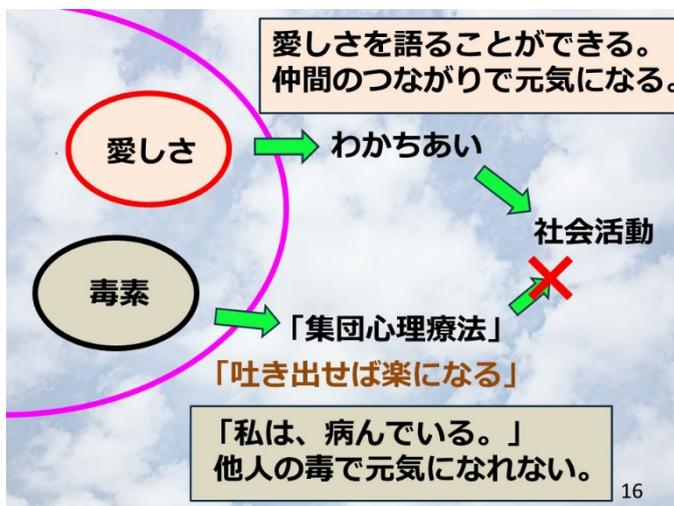 愛しさを語ることができる。
仲間のつながりで元気になる。
愛しさ
わかちあい
社会活動
毒素
「集団心理療法」
「吐き出せば楽になる」
「私は、病んでいる。」
他人の毒で元気になれない。
16